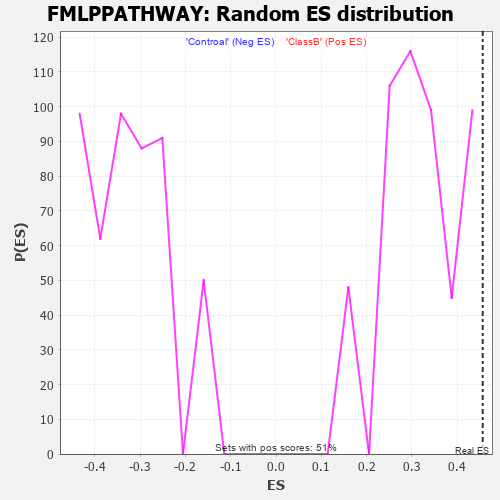 FMLPPATHWAY: Random ES distribution
'Controal' (Neg ES) 'ClassB' (Pos ES)
120
110
100
90
80
70
60
50
40
30
20
10
0
P(ES)
Sets with pos scores: 51%
Real ES
-0.4 -0.3 -0.2 -0.1 0.0 0.1 0.2 0.3 0.4
ES